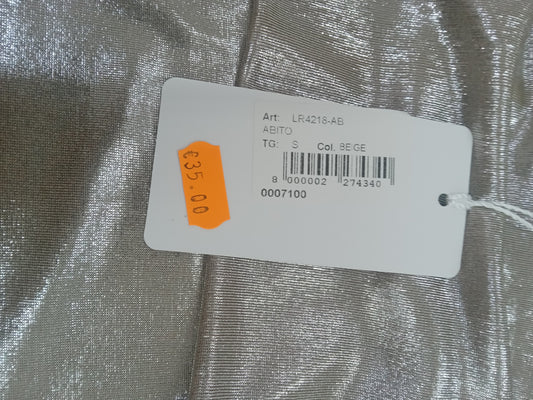 Art: LR4218-AB
ABITO
TG: S Col. BEIGE
8 000002 274340
0007100
€35.00